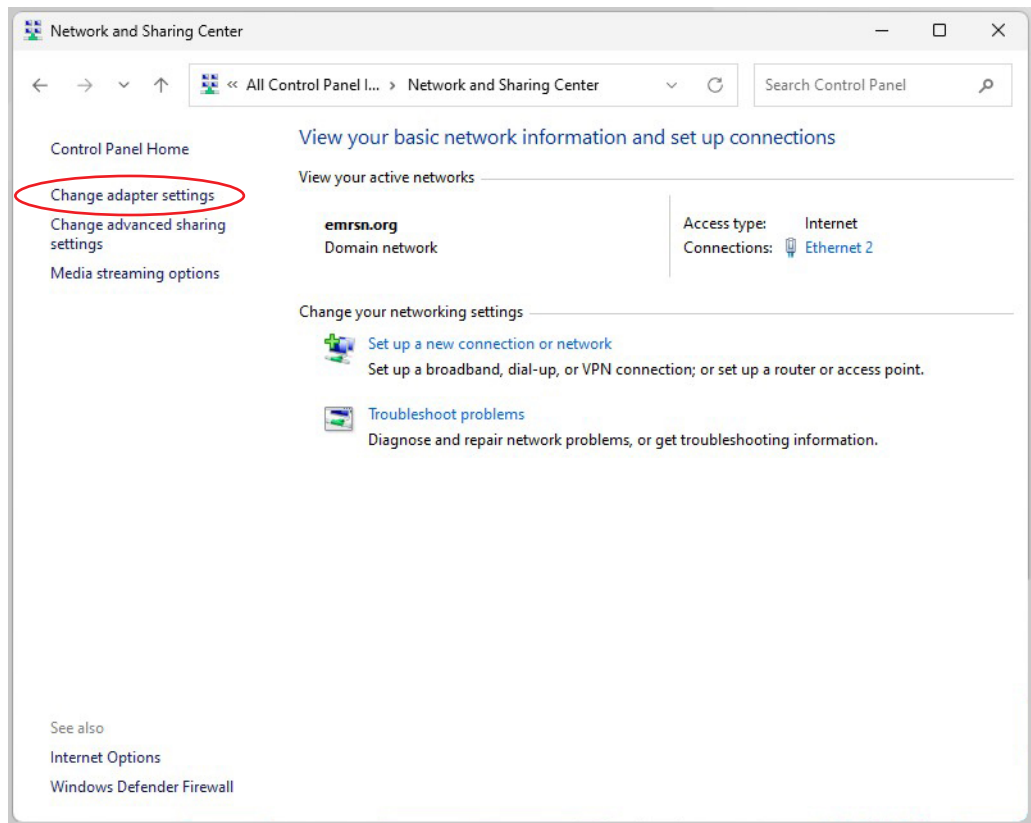 Network and Sharing Center
« All Control Panel I... › Network and Sharing Center
Search Control Panel
Control Panel Home
Change adapter settings
Change advanced sharing
settings
Media streaming options
View your basic network information and set up connections
View your active networks
emrsn.org
Domain network
Access type: Internet
Connections: Ethernet 2
Change your networking settings
Set up a new connection or network
Set up a broadband, dial-up, or VPN connection; or set up a router or access point.
Troubleshoot problems
Diagnose and repair network problems, or get troubleshooting information.
See also
Internet Options
Windows Defender Firewall